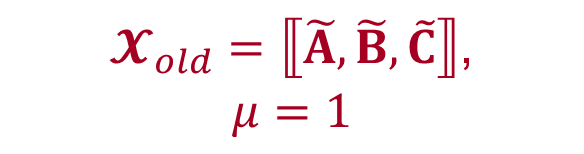 𝓧_old = ⟦Ã, B̃, C̃⟧,
μ = 1